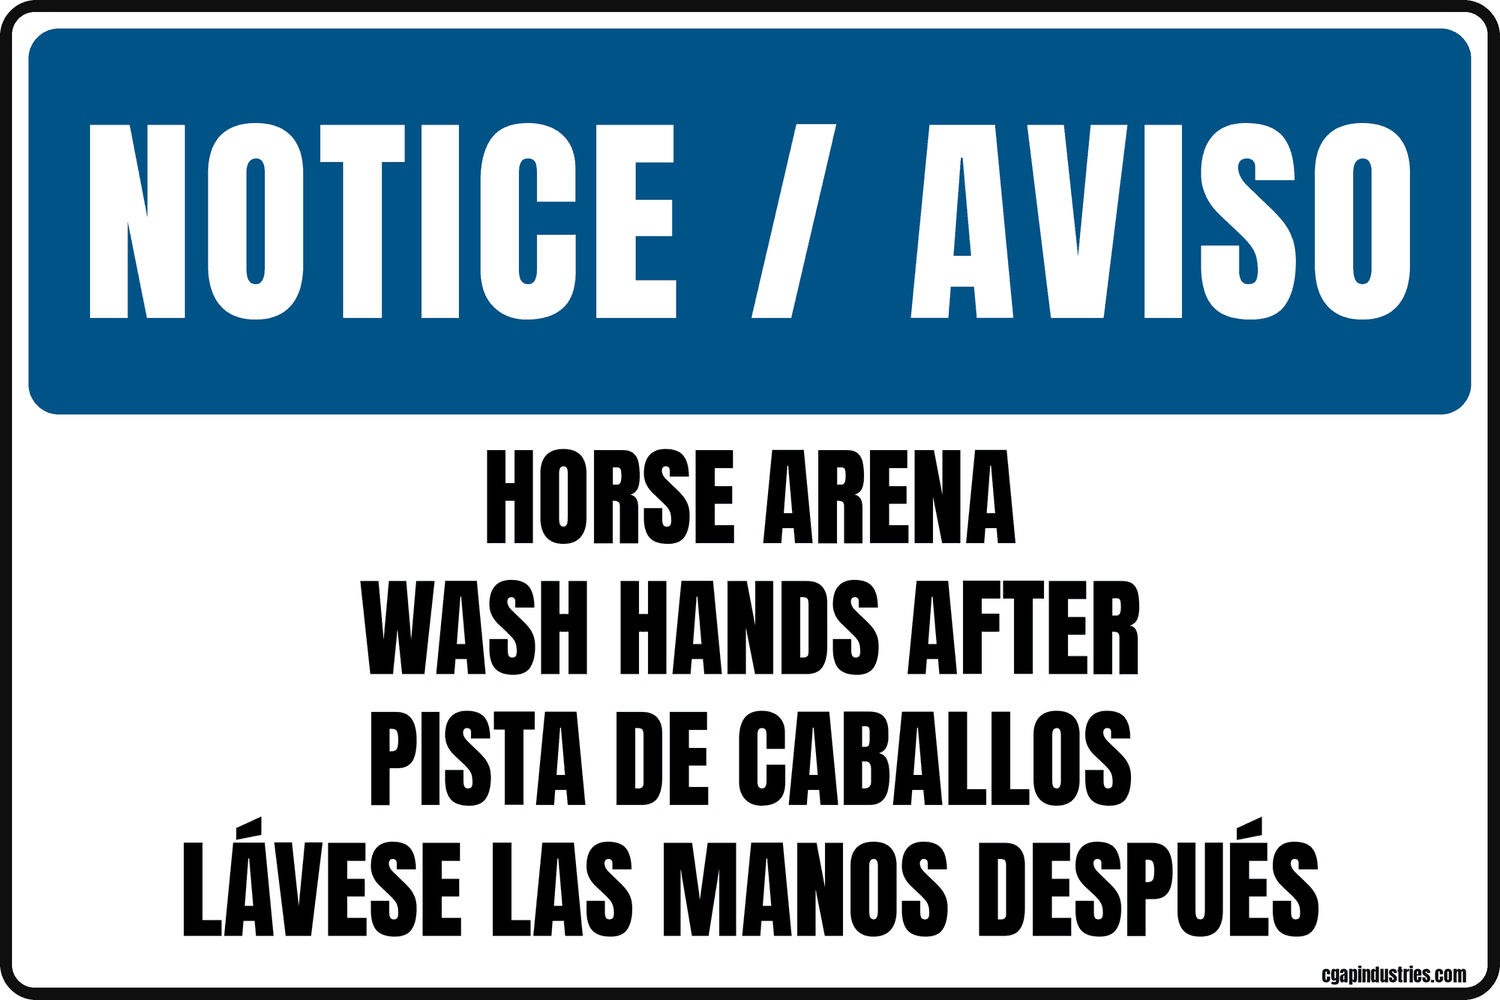 NOTICE / AVISO
HORSE ARENA
WASH HANDS AFTER
PISTA DE CABALLOS
LÁVESE LAS MANOS DESPUÉS
cgapindustries.com